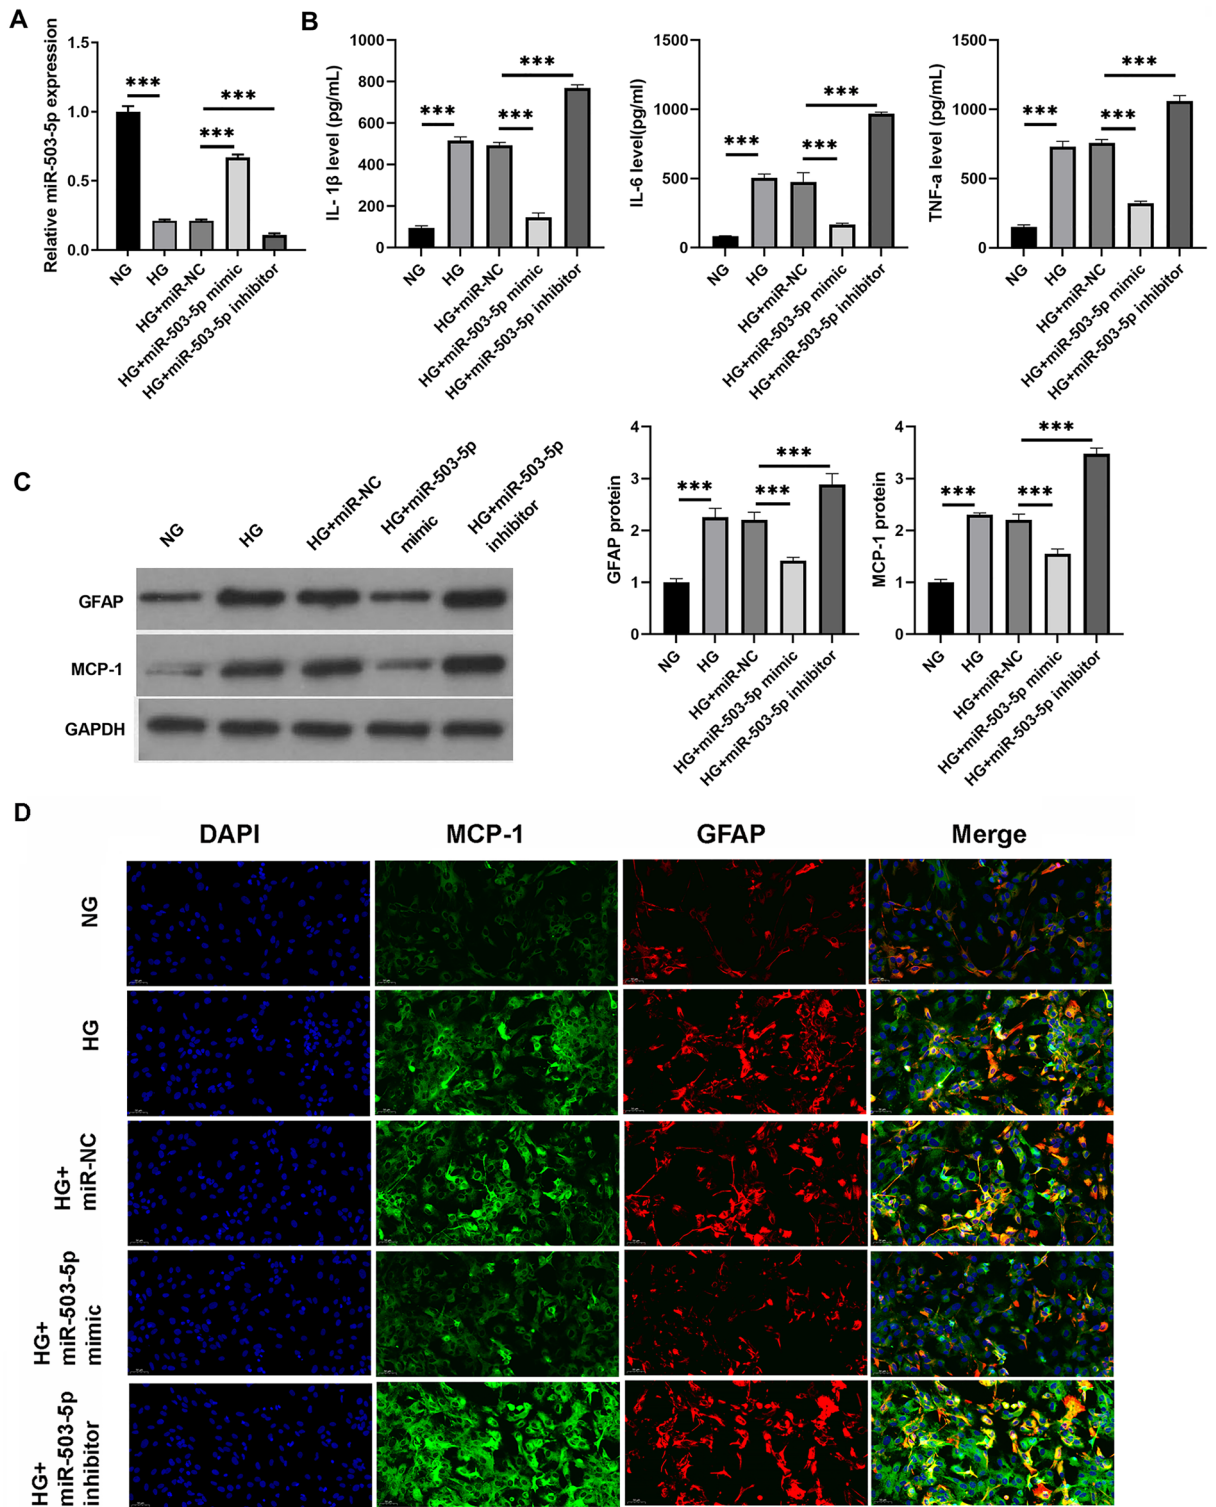 A
B
Relative miR-503-5p expression
1.5
1.0
0.5
0.0
***
***
***
NG
HG
HG+miR-NC
HG+miR-503-5p mimic
HG+miR-503-5p inhibitor
IL- 1β level (pg/mL)
1000
800
600
400
200
0
***
***
***
NG
HG
HG+miR-NC
HG+miR-503-5p mimic
HG+miR-503-5p inhibitor
IL-6 level(pg/ml)
1500
1000
500
0
***
***
***
NG
HG
HG+miR-NC
HG+miR-503-5p mimic
HG+miR-503-5p inhibitor
TNF-a level (pg/mL)
1500
1000
500
0
***
***
***
NG
HG
HG+miR-NC
HG+miR-503-5p mimic
HG+miR-503-5p inhibitor
C
NG
HG
HG+miR-NC
HG+miR-503-5p
mimic
HG+miR-503-5p
inhibitor
GFAP
MCP-1
GAPDH
GFAP protein
4
3
2
1
0
***
***
***
NG
HG
HG+miR-NC
HG+miR-503-5p mimic
HG+miR-503-5p inhibitor
MCP-1 protein
4
3
2
1
0
***
***
***
NG
HG
HG+miR-NC
HG+miR-503-5p mimic
HG+miR-503-5p inhibitor
D
DAPI
MCP-1
GFAP
Merge
NG
HG
HG+
miR-NC
HG+
miR-503-5p
mimic
HG+
miR-503-5p
inhibitor